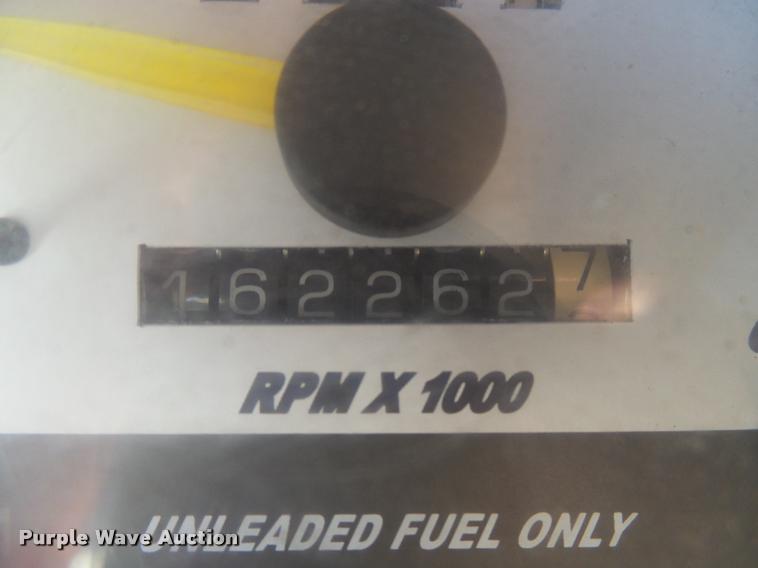 1622627
RPM X 1000
UNLEADED FUEL ONLY
Purple Wave Auction